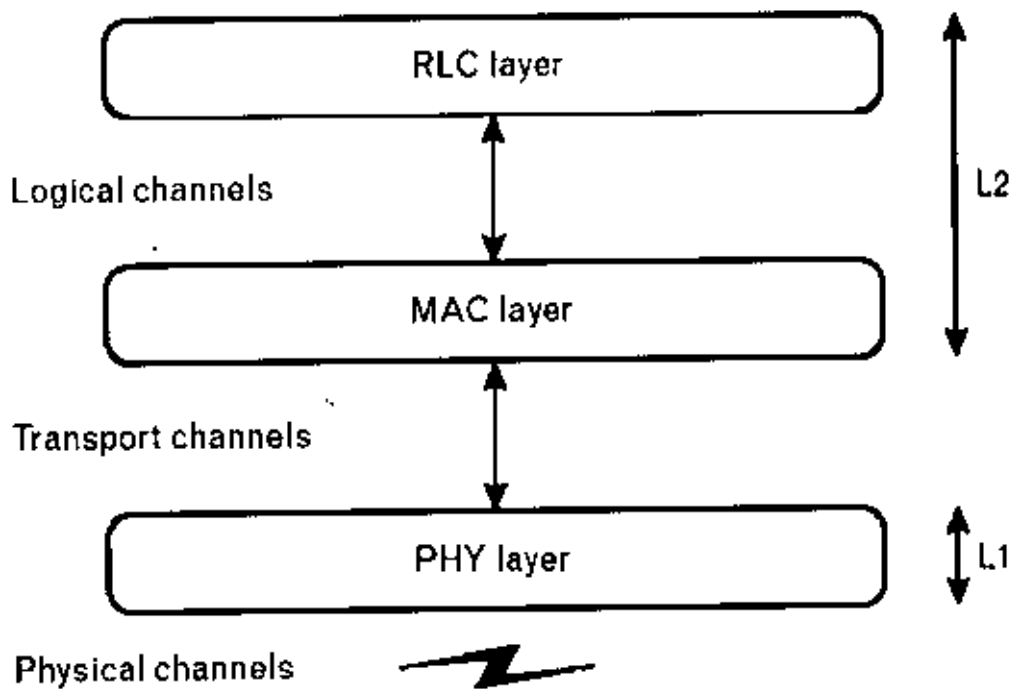 RLC layer
Logical channels
L2
MAC layer
Transport channels
PHY layer
L1
Physical channels